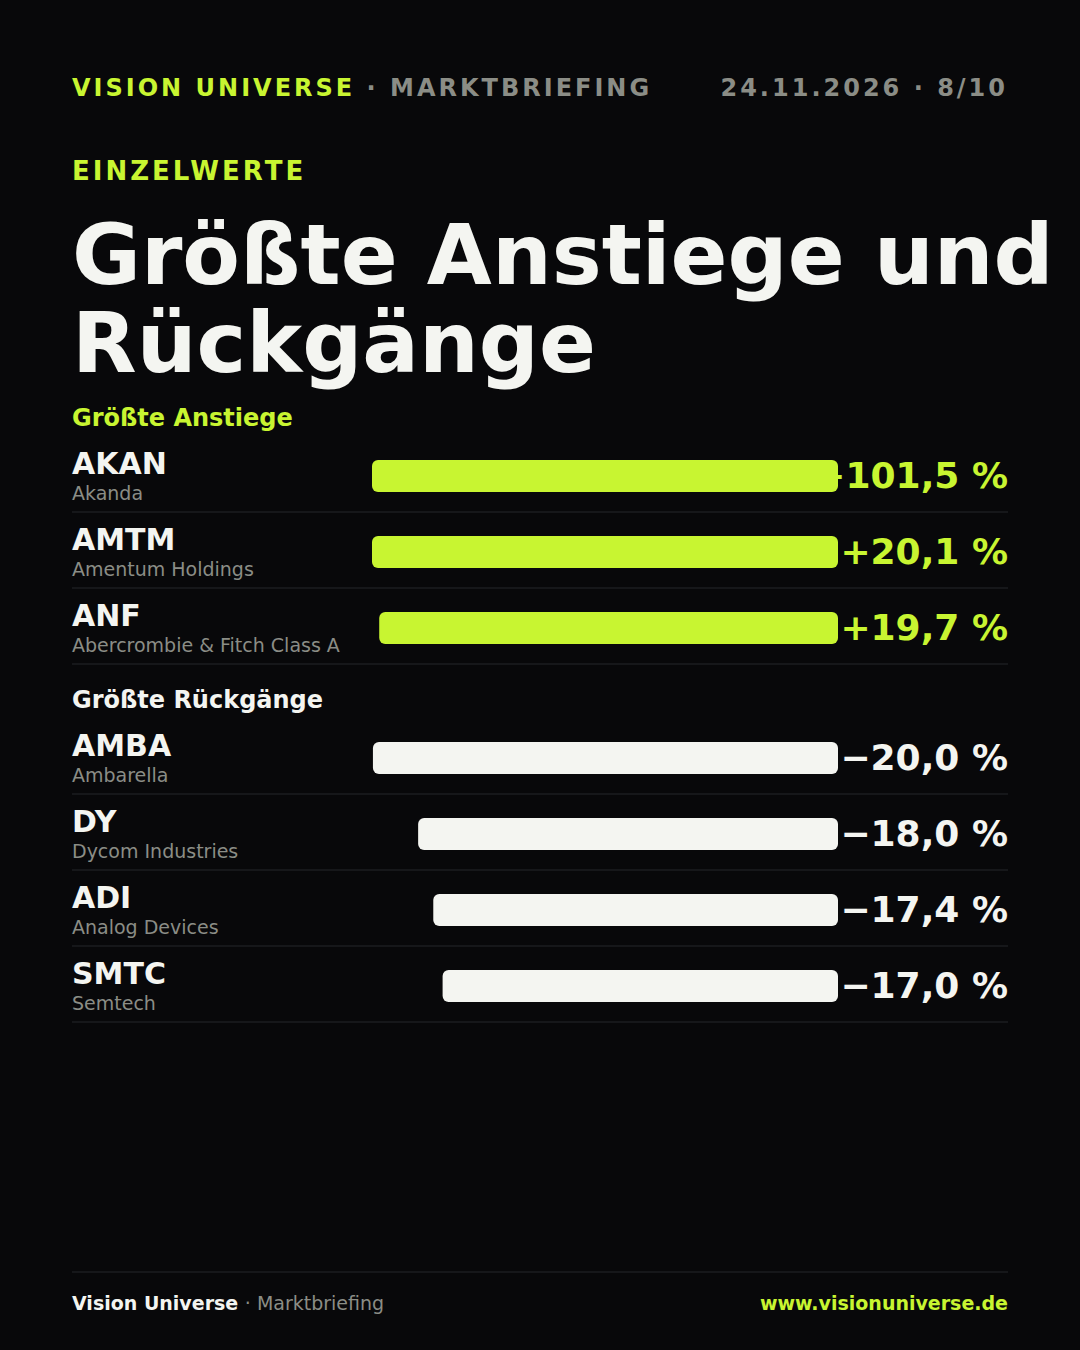 VISION UNIVERSE · MARKTBRIEFING 24.11.2026 · 8/10
EINZELWERTE
Größte Anstiege und
Rückgänge
Größte Anstiege
AKAN
Akanda
+101,5 %
AMTM
Amentum Holdings
+20,1 %
ANF
Abercrombie & Fitch Class A
+19,7 %
Größte Rückgänge
AMBA
Ambarella
−20,0 %
DY
Dycom Industries
−18,0 %
ADI
Analog Devices
−17,4 %
SMTC
Semtech
−17,0 %
Vision Universe · Marktbriefing www.visionuniverse.de